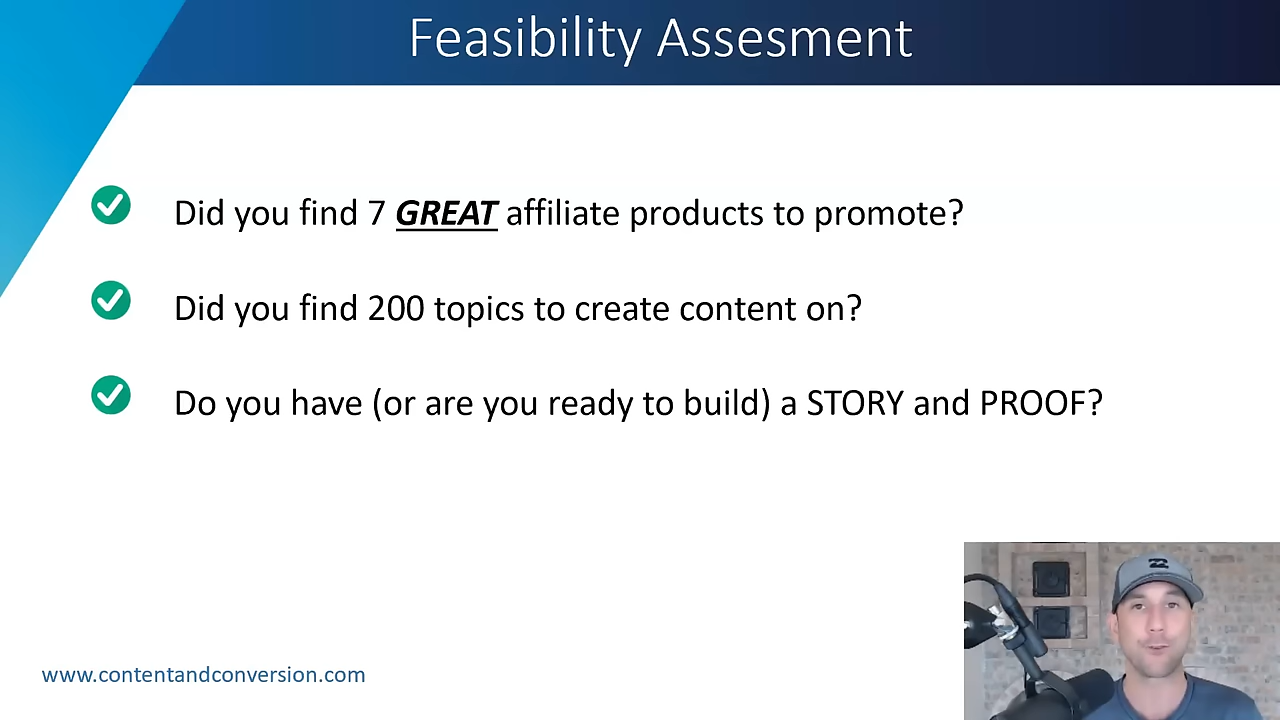 Feasibility Assesment
Did you find 7 GREAT affiliate products to promote?
Did you find 200 topics to create content on?
Do you have (or are you ready to build) a STORY and PROOF?
www.contentandconversion.com